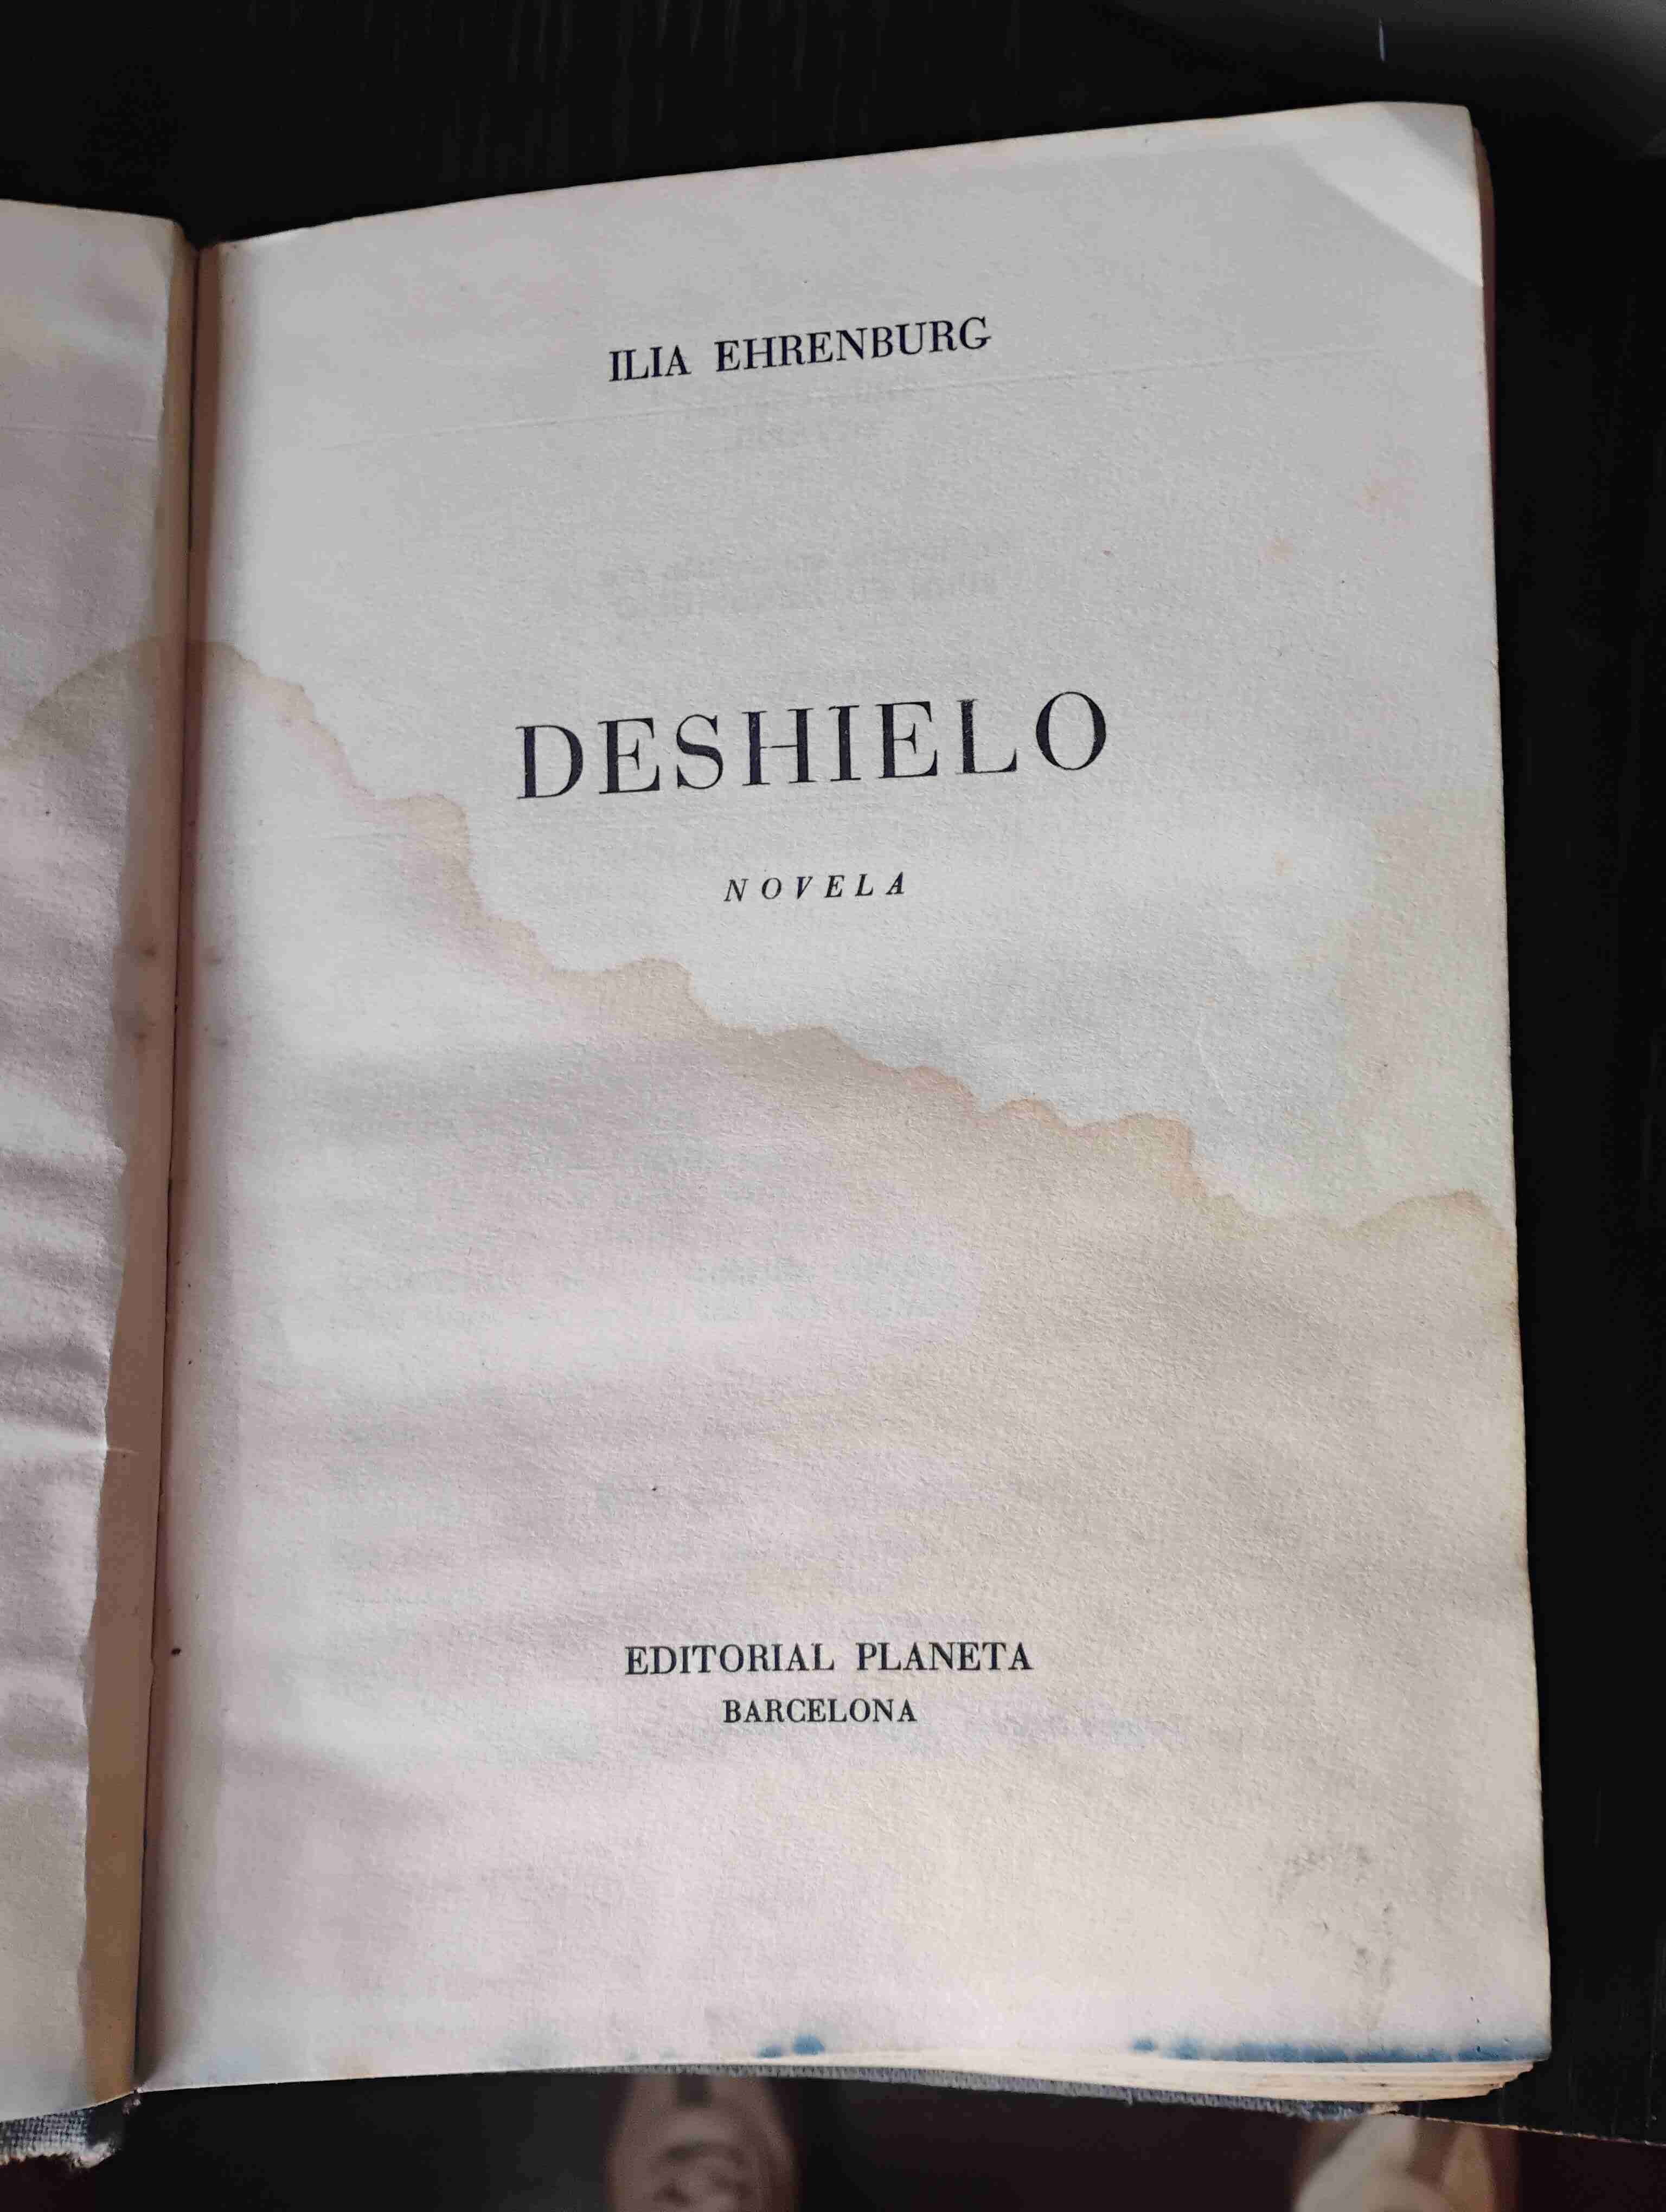 ILIA EHRENBURG
DESHIELO
NOVELA
EDITORIAL PLANETA
BARCELONA